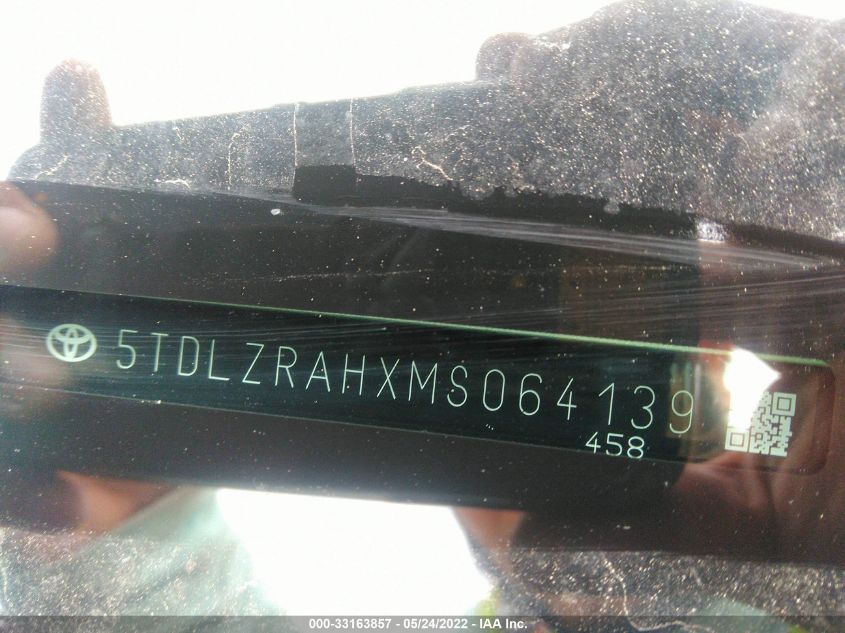 5TDLZRAHXMS064139
458
000-33163857 - 05/24/2022 - IAA Inc.